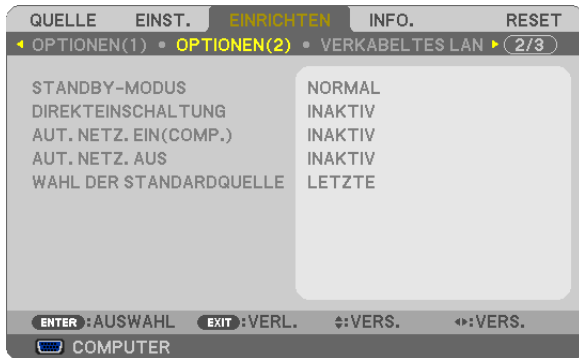 QUELLE EINST. EINRICHTEN INFO. RESET
OPTIONEN(1) • OPTIONEN(2) • VERKABELTES LAN 2/3
STANDBY-MODUS NORMAL
DIREKTEINSCHALTUNG INAKTIV
AUT. NETZ. EIN(COMP.) INAKTIV
AUT. NETZ. AUS INAKTIV
WAHL DER STANDARDQUELLE LETZTE
ENTER :AUSWAHL EXIT :VERL. :VERS. :VERS.
COMPUTER